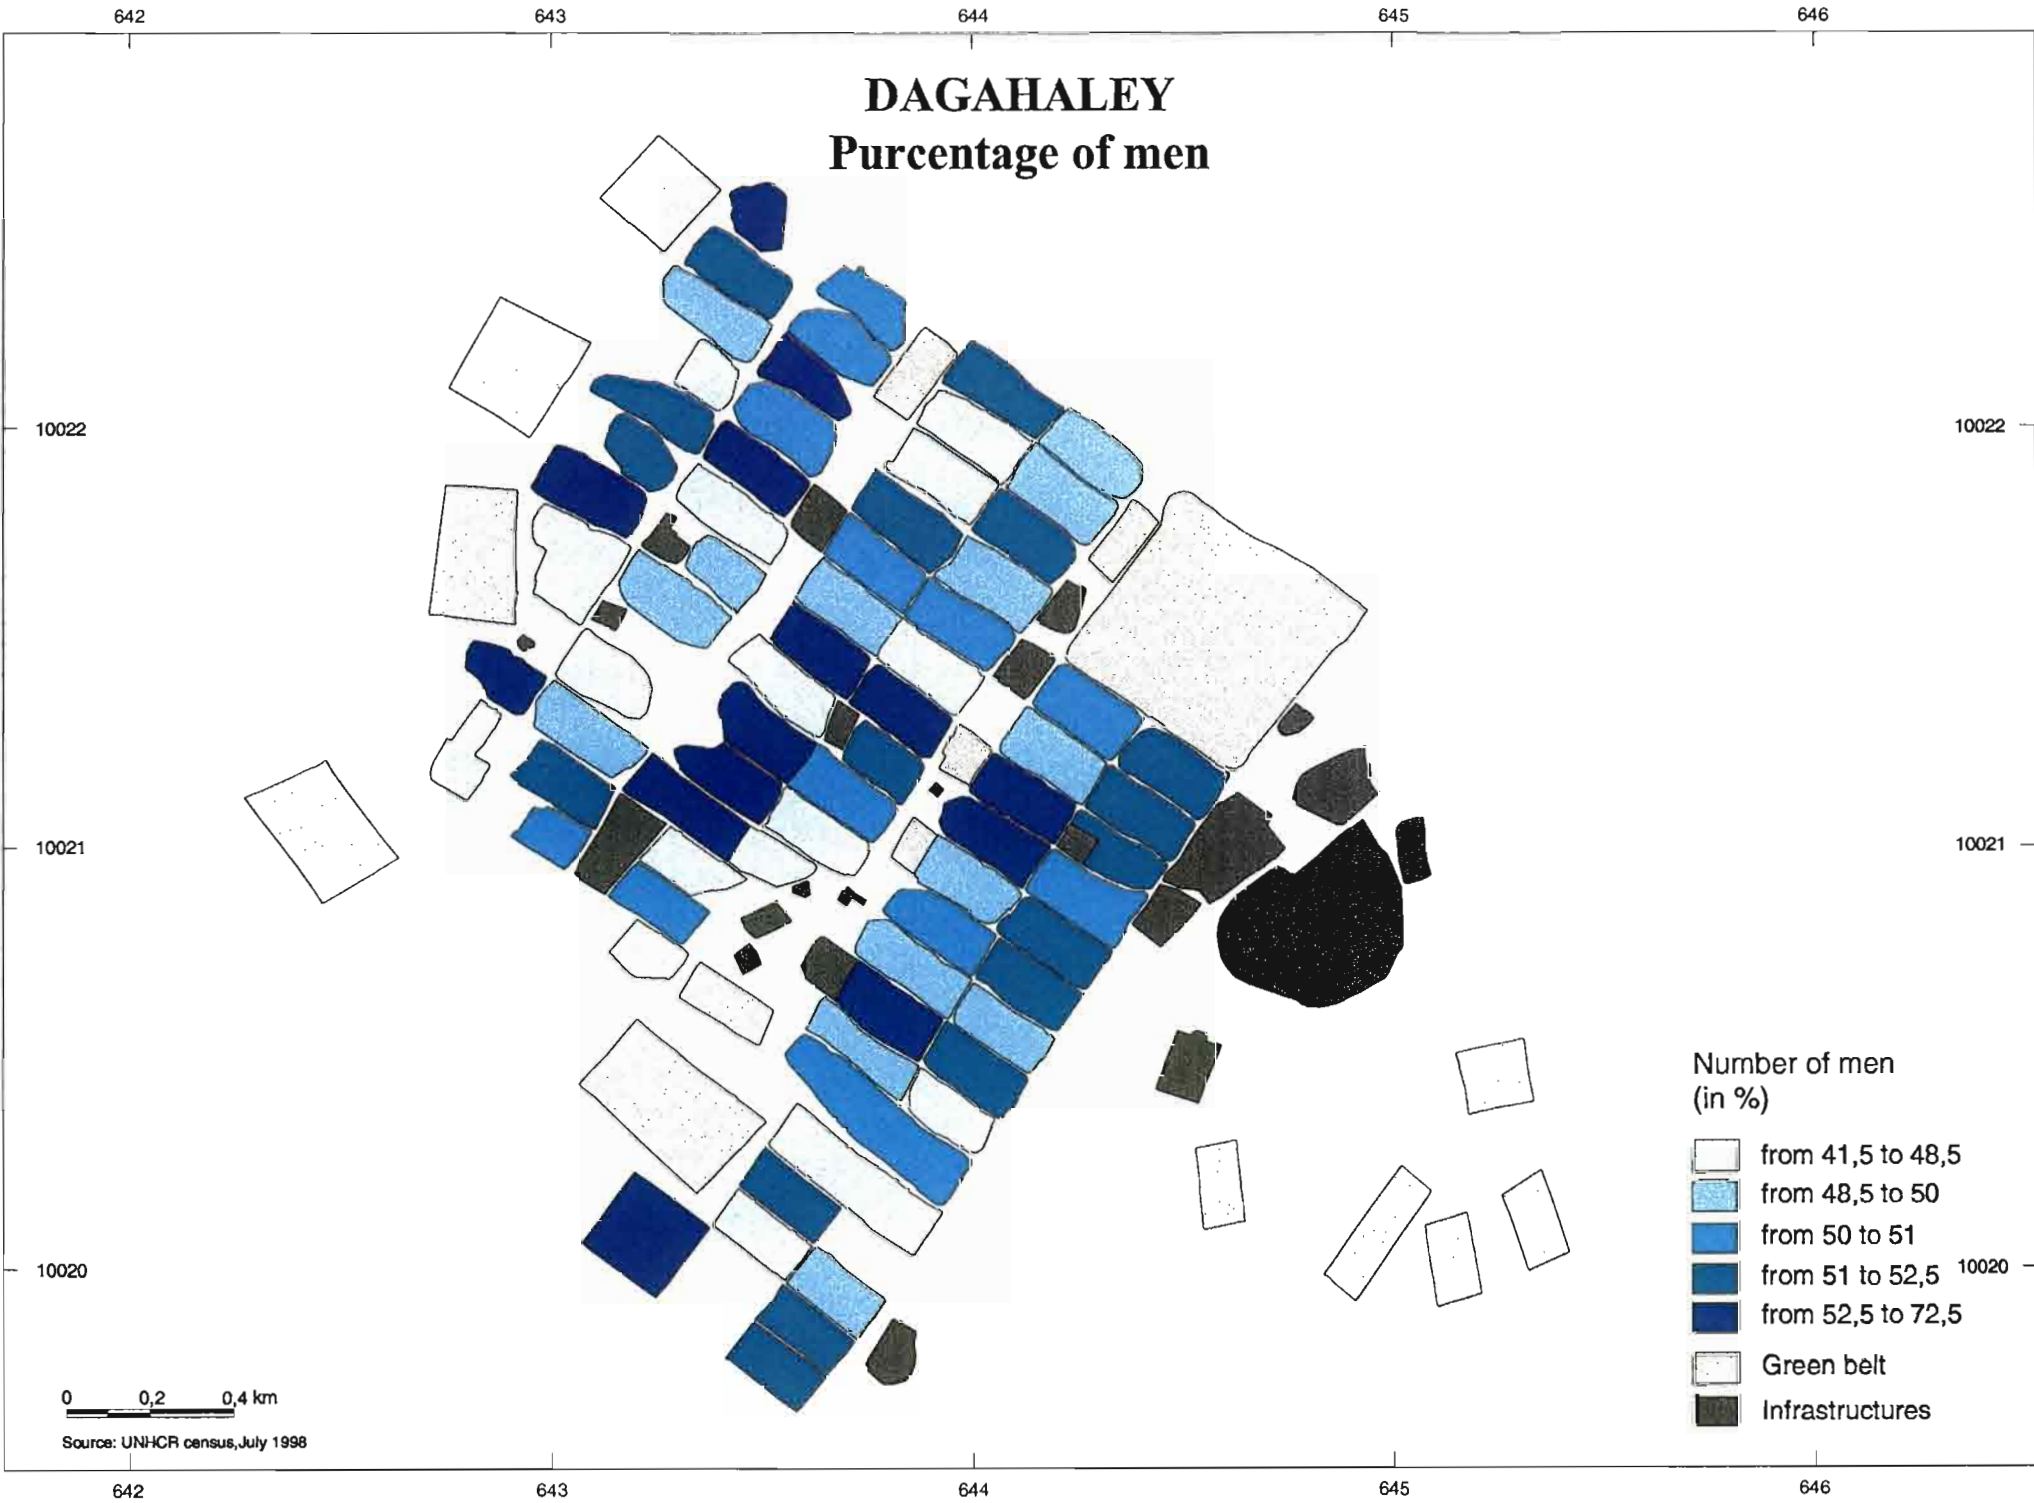 642 643 644 645 646
DAGAHALEY
Purcentage of men
10022 10022
10021 10021
Number of men
(in %)
from 41,5 to 48,5
from 48,5 to 50
from 50 to 51
from 51 to 52,5
10020 10020
from 52,5 to 72,5
Green belt
Infrastructures
0 0,2 0,4 km
Source: UNHCR census,July 1998
642 643 644 645 646